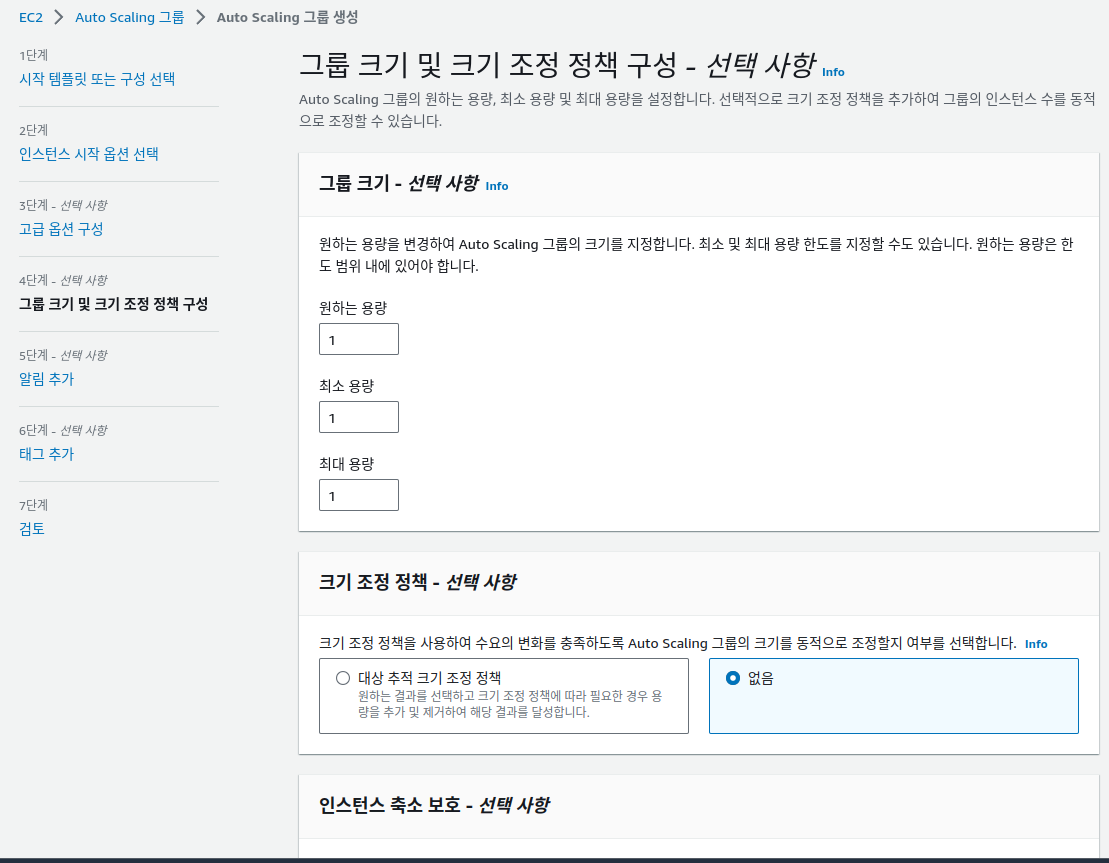 EC2 > Auto Scaling 그룹 > Auto Scaling 그룹 생성
1단계
시작 템플릿 또는 구성 선택
2단계
인스턴스 시작 옵션 선택
3단계 - 선택 사항
고급 옵션 구성
4단계 - 선택 사항
그룹 크기 및 크기 조정 정책 구성
5단계 - 선택 사항
알림 추가
6단계 - 선택 사항
태그 추가
7단계
검토
그룹 크기 및 크기 조정 정책 구성 - 선택 사항 Info
Auto Scaling 그룹의 원하는 용량, 최소 용량 및 최대 용량을 설정합니다. 선택적으로 크기 조정 정책을 추가하여 그룹의 인스턴스 수를 동적
으로 조정할 수 있습니다.
그룹 크기 - 선택 사항 Info
원하는 용량을 변경하여 Auto Scaling 그룹의 크기를 지정합니다. 최소 및 최대 용량 한도를 지정할 수도 있습니다. 원하는 용량은 한
도 범위 내에 있어야 합니다.
원하는 용량
1
최소 용량
1
최대 용량
1
크기 조정 정책 - 선택 사항
크기 조정 정책을 사용하여 수요의 변화를 충족하도록 Auto Scaling 그룹의 크기를 동적으로 조정할지 여부를 선택합니다. Info
대상 추적 크기 조정 정책
원하는 결과를 선택하고 크기 조정 정책에 따라 필요한 경우 용
량을 추가 및 제거하여 해당 결과를 달성합니다.
없음
인스턴스 축소 보호 - 선택 사항